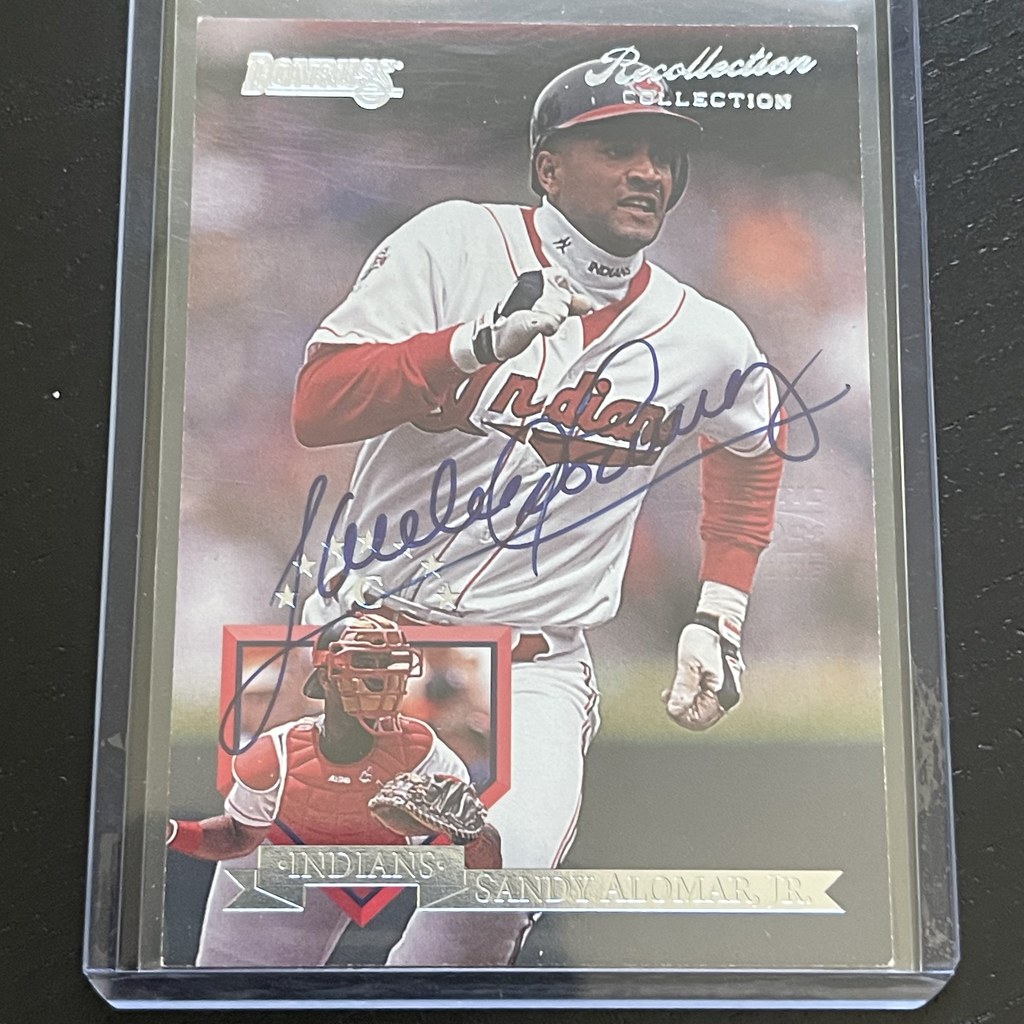 DONRUSS
Recollection
COLLECTION
INDIANS
Indians
C
·INDIANS·
SANDY ALOMAR, JR.